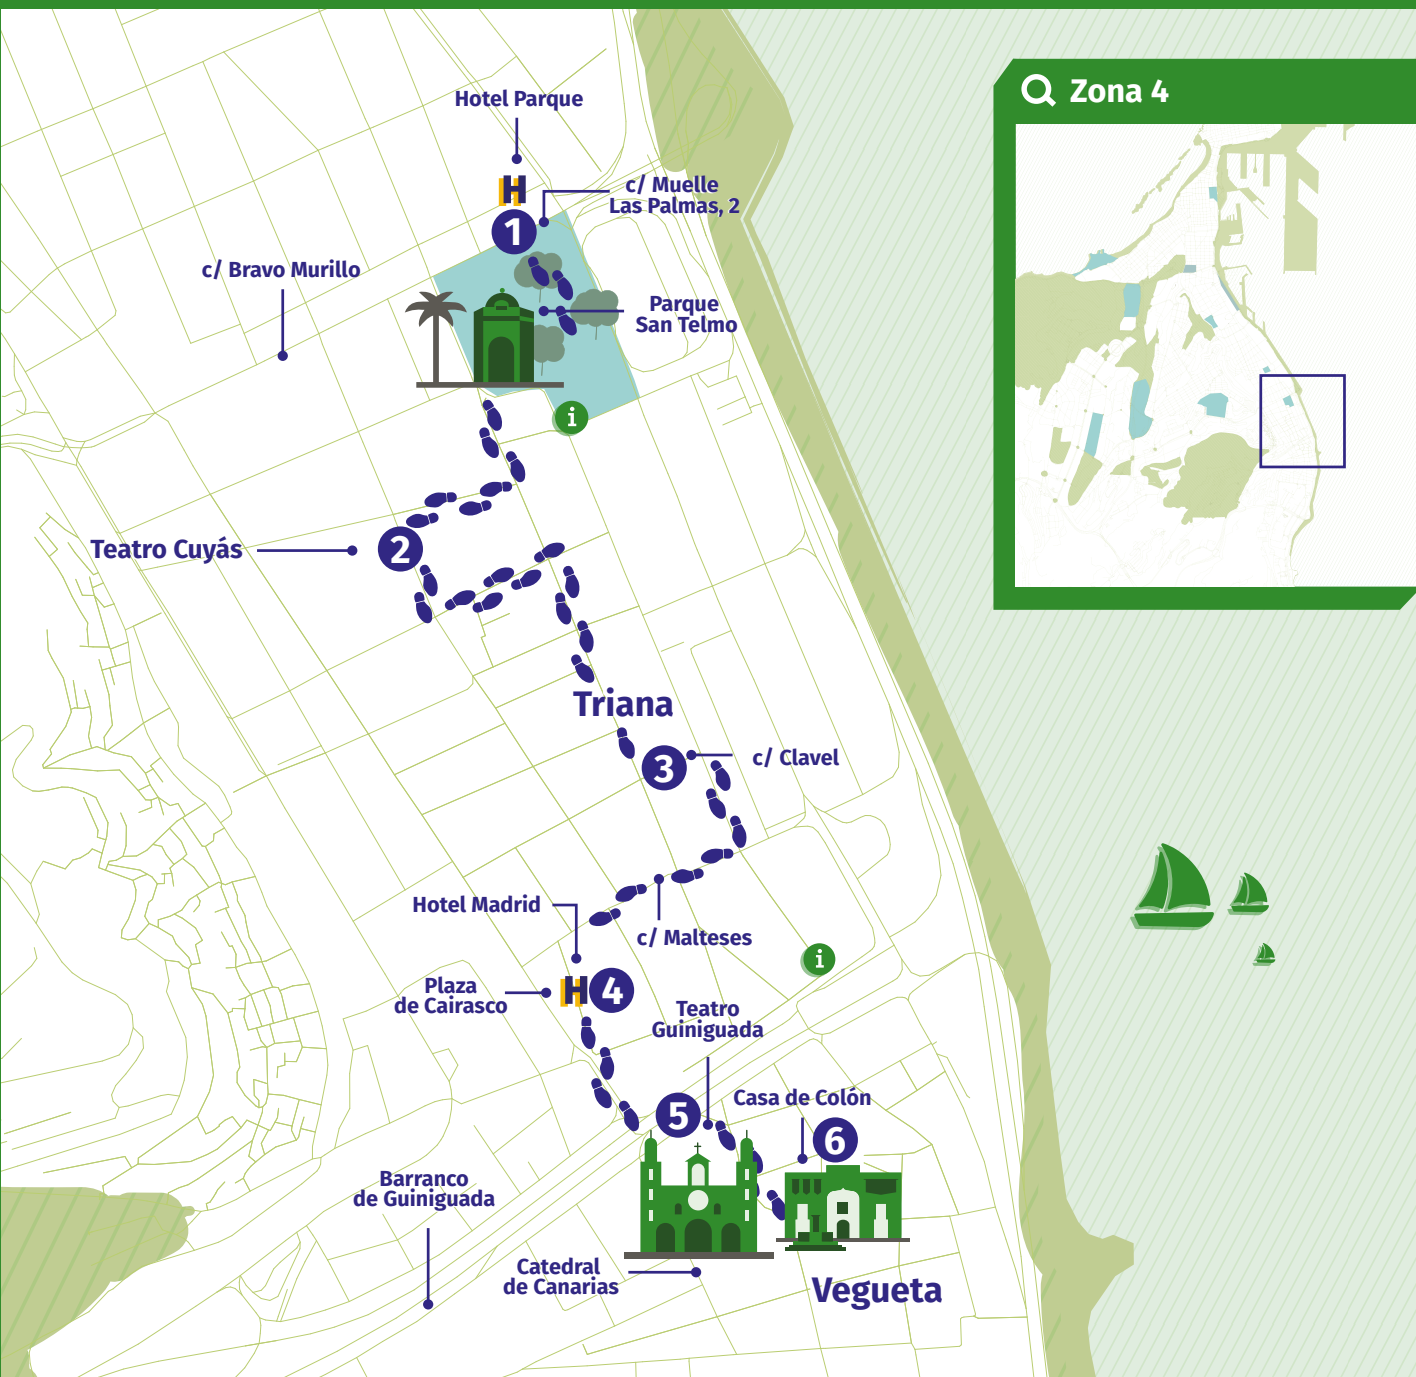 Zona 4
Hotel Parque
H
c/ Muelle
Las Palmas, 2
1
c/ Bravo Murillo
Parque
San Telmo
i
Teatro Cuyás
2
Triana
3
c/ Clavel
Hotel Madrid
c/ Malteses
i
Plaza
de Cairasco
H
4
Teatro
Guiniguada
5
Casa de Colón
6
Barranco
de Guiniguada
Catedral
de Canarias
Vegueta